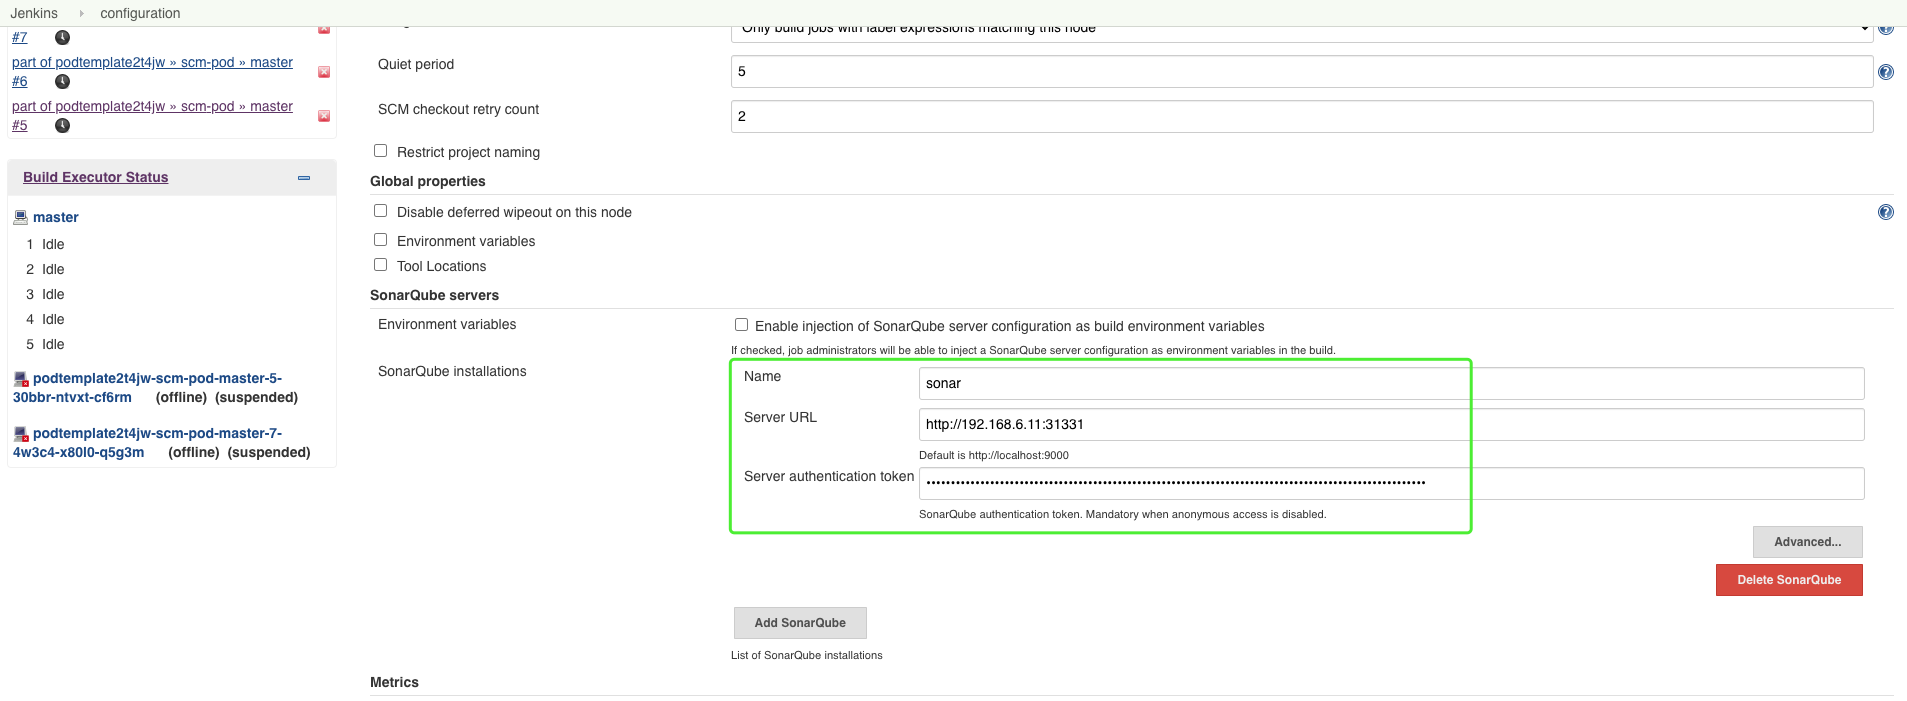 Jenkins configuration
#7
part of podtemplate2t4jw » scm-pod » master
#6
part of podtemplate2t4jw » scm-pod » master
#5
Build Executor Status
master
1 Idle
2 Idle
3 Idle
4 Idle
5 Idle
podtemplate2t4jw-scm-pod-master-5-
30bbr-ntvxt-cf6rm (offline) (suspended)
podtemplate2t4jw-scm-pod-master-7-
4w3c4-x80l0-q5g3m (offline) (suspended)
Only build jobs with label expressions matching this node
Quiet period
5
SCM checkout retry count
2
Restrict project naming
Global properties
Disable deferred wipeout on this node
Environment variables
Tool Locations
SonarQube servers
Environment variables
Enable injection of SonarQube server configuration as build environment variables
If checked, job administrators will be able to inject a SonarQube server configuration as environment variables in the build.
SonarQube installations
Name
sonar
Server URL
http://192.168.6.11:31331
Default is http://localhost:9000
Server authentication token
SonarQube authentication token. Mandatory when anonymous access is disabled.
Advanced...
Delete SonarQube
Add SonarQube
List of SonarQube installations
Metrics